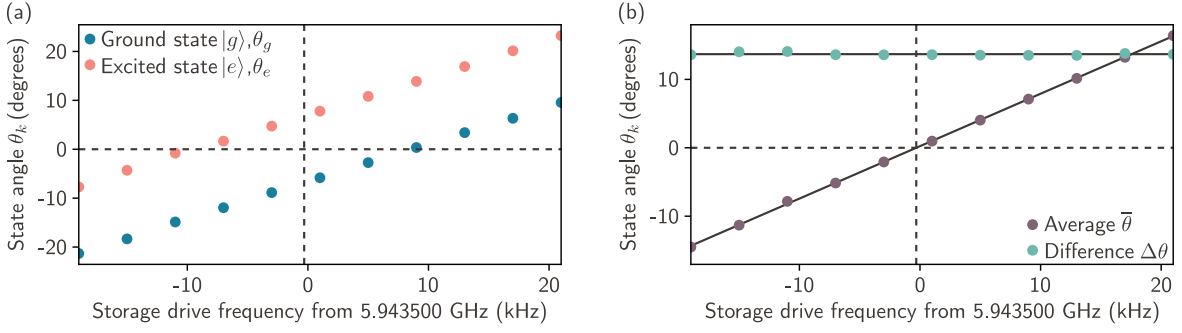 (a)
State angle θ_k (degrees)
20
10
0
-10
-20
Ground state |g⟩,θ_g
Excited state |e⟩,θ_e
-10
0
10
20
Storage drive frequency from 5.943500 GHz (kHz)
(b)
State angle θ_k (degrees)
10
0
-10
Average θ̅
Difference Δθ
-10
0
10
20
Storage drive frequency from 5.943500 GHz (kHz)